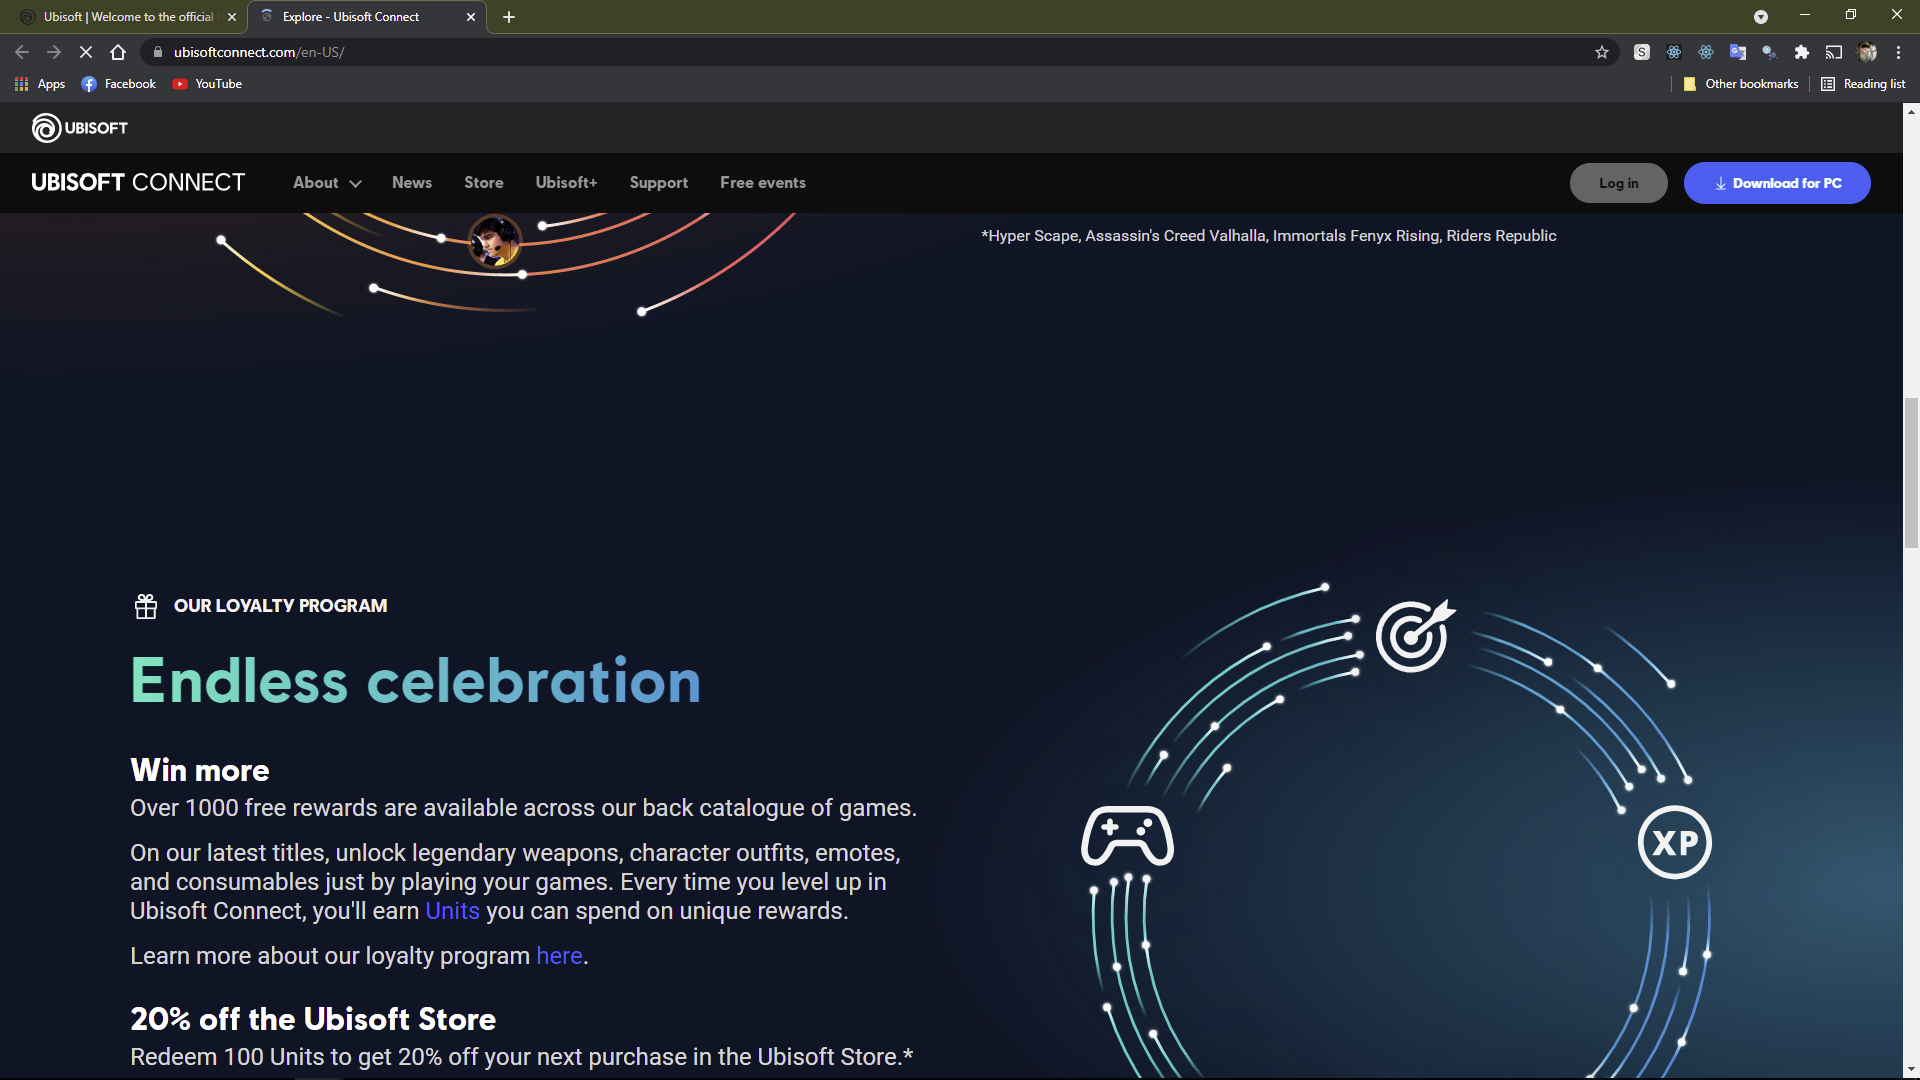 Ubisoft | Welcome to the official
Explore - Ubisoft Connect
ubisoftconnect.com/en-US/
Apps
Facebook
YouTube
Other bookmarks
Reading list
UBISOFT
UBISOFT CONNECT
About
News
Store
Ubisoft+
Support
Free events
Log in
Download for PC
*Hyper Scape, Assassin's Creed Valhalla, Immortals Fenyx Rising, Riders Republic
OUR LOYALTY PROGRAM
Endless celebration
Win more
Over 1000 free rewards are available across our back catalogue of games.
On our latest titles, unlock legendary weapons, character outfits, emotes,
and consumables just by playing your games. Every time you level up in
Ubisoft Connect, you'll earn Units you can spend on unique rewards.
Learn more about our loyalty program here.
20% off the Ubisoft Store
Redeem 100 Units to get 20% off your next purchase in the Ubisoft Store.*
XP